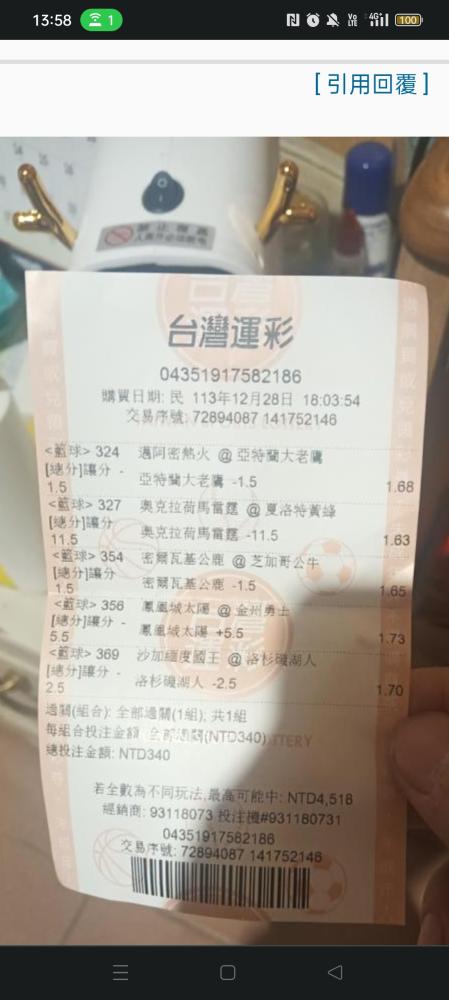 13:58
1
4G+
100
[ 引用回覆 ]
禁止覆蓋
台灣運彩
04351917582186
購買日期: 民 113年12月28日 18:03:54
交易序號: 72894087 141752146
<籃球> 324 邁阿密熱火 @ 亞特蘭大老鷹
[總分]讓分 -
1.5 亞特蘭大老鷹 -1.5 1.68
<籃球> 327 奧克拉荷馬雷霆 @ 夏洛特黃蜂
[總分]讓分
11.5 奧克拉荷馬雷霆 -11.5 1.63
<籃球> 354 密爾瓦基公鹿 @ 芝加哥公牛
[總分]讓分
1.5 密爾瓦基公鹿 -1.5 1.65
<籃球> 356 鳳凰城太陽 @ 金州勇士
[總分]讓分 -
5.5 鳳凰城太陽 +5.5 1.73
<籃球> 369 沙加緬度國王 @ 洛杉磯湖人
[總分]讓分 -
2.5 洛杉磯湖人 -2.5 1.70
過關(組合): 全部過關(1組); 共1組
每組合投注金額: 全部過關(NTD340)
總投注金額: NTD340
若全數為不同玩法,最高可能中: NTD4,518
經銷商: 93118073 投注機#931180731
04351917582186
交易序號: 72894087 141752146